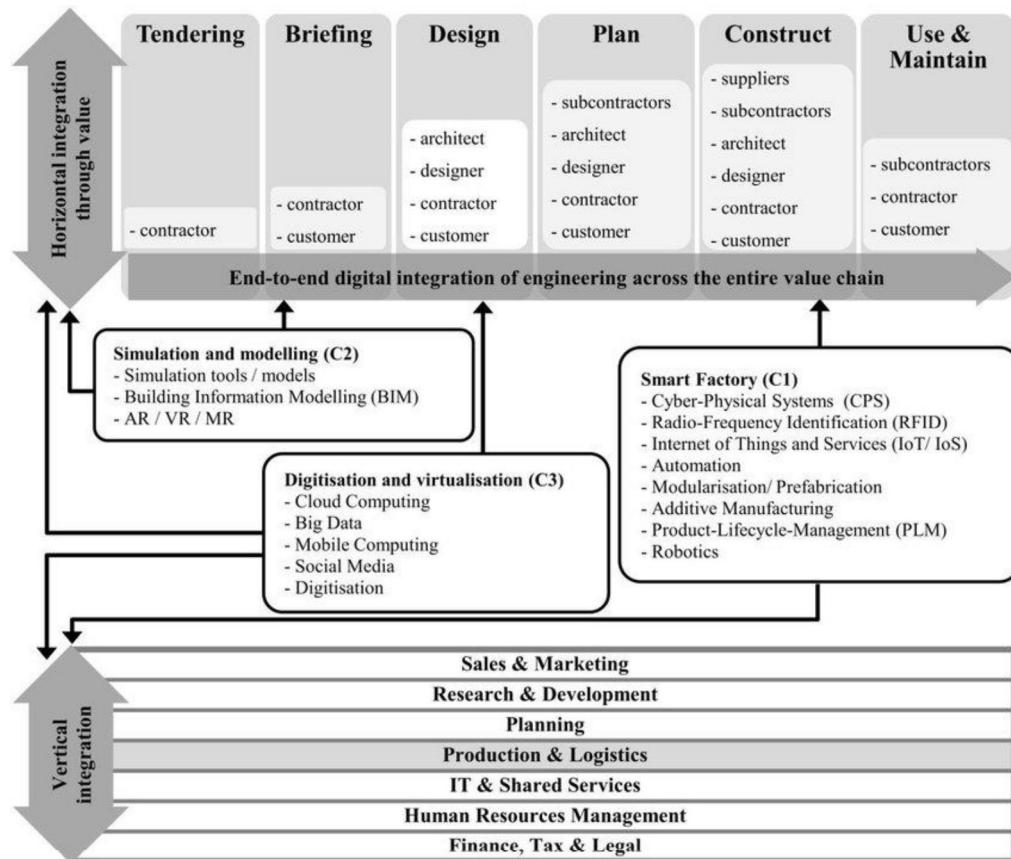 Horizontal integration
through value
Tendering
- contractor
Briefing
- contractor
- customer
Design
- architect
- designer
- contractor
- customer
Plan
- subcontractors
- architect
- designer
- contractor
- customer
Construct
- suppliers
- subcontractors
- architect
- designer
- contractor
- customer
Use &
Maintain
- subcontractors
- contractor
- customer
End-to-end digital integration of engineering across the entire value chain
Simulation and modelling (C2)
- Simulation tools / models
- Building Information Modelling (BIM)
- AR / VR / MR
Digitisation and virtualisation (C3)
- Cloud Computing
- Big Data
- Mobile Computing
- Social Media
- Digitisation
Smart Factory (C1)
- Cyber-Physical Systems (CPS)
- Radio-Frequency Identification (RFID)
- Internet of Things and Services (IoT/ IoS)
- Automation
- Modularisation/ Prefabrication
- Additive Manufacturing
- Product-Lifecycle-Management (PLM)
- Robotics
Vertical
integration
Sales & Marketing
Research & Development
Planning
Production & Logistics
IT & Shared Services
Human Resources Management
Finance, Tax & Legal